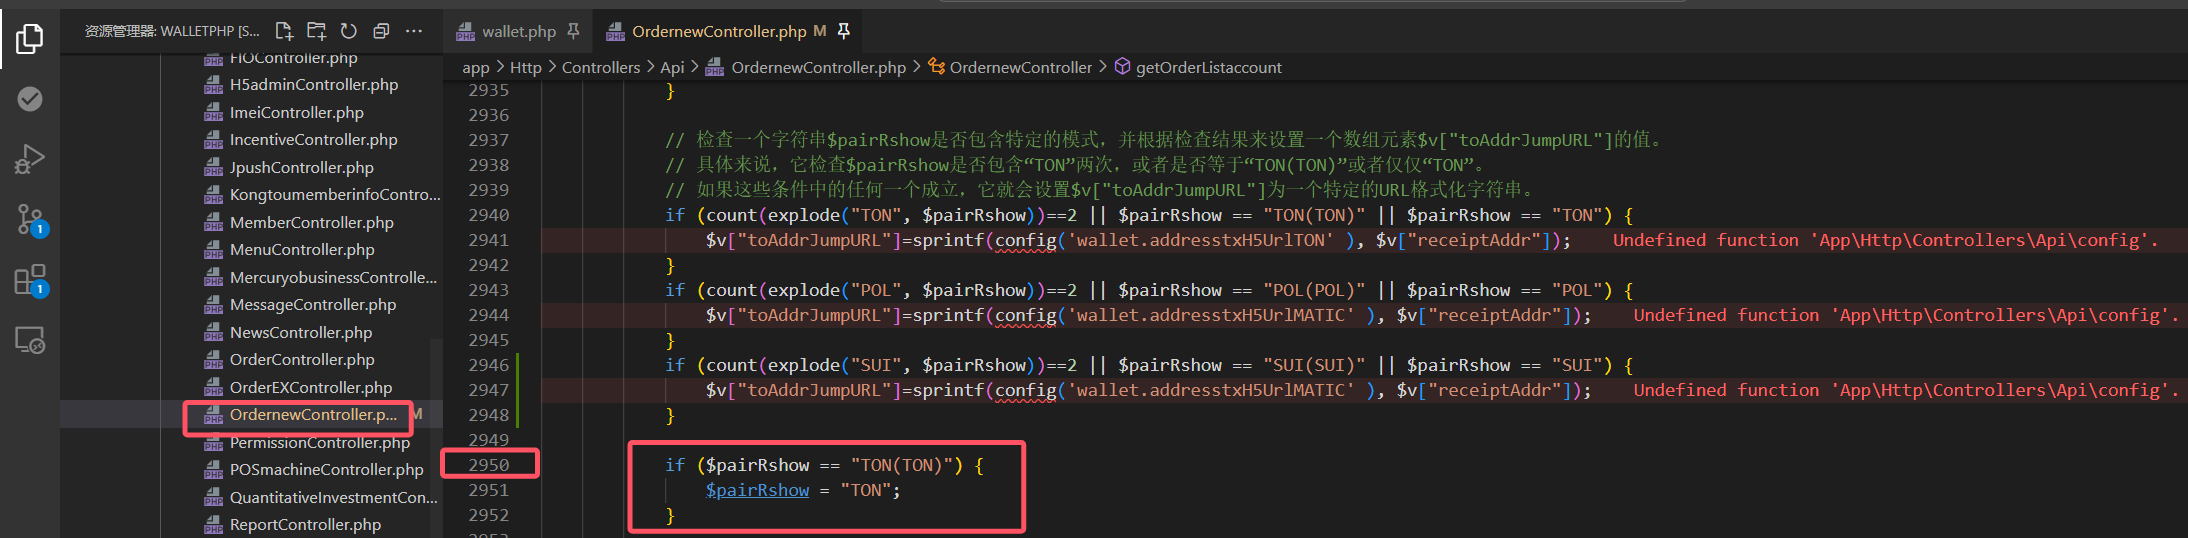 资源管理器: WALLETPHP [S...
wallet.php
OrdernewController.php M
app > Http > Controllers > Api > OrdernewController.php > OrdernewController > getOrderListaccount
FIOController.php
H5adminController.php
ImeiController.php
IncentiveController.php
JpushController.php
KongtoumemberinfoContro...
MemberController.php
MenuController.php
MercuryobusinessControlle...
MessageController.php
NewsController.php
OrderController.php
OrderEXController.php
OrdernewController.p... M
PermissionController.php
POSmachineController.php
QuantitativeInvestmentCon...
ReportController.php
1
1
2935 }
2936
2937 // 检查一个字符串$pairRshow是否包含特定的模式，并根据检查结果来设置一个数组元素$v["toAddrJumpURL"]的值。
2938 // 具体来说，它检查$pairRshow是否包含“TON”两次，或者是否等于“TON(TON)”或者仅仅“TON”。
2939 // 如果这些条件中的任何一个成立，它就会设置$v["toAddrJumpURL"]为一个特定的URL格式化字符串。
2940 if (count(explode("TON", $pairRshow))==2 || $pairRshow == "TON(TON)" || $pairRshow == "TON") {
2941 $v["toAddrJumpURL"]=sprintf(config('wallet.addresstxH5UrlTON' ), $v["receiptAddr"]); Undefined function 'App\Http\Controllers\Api\config'.
2942 }
2943 if (count(explode("POL", $pairRshow))==2 || $pairRshow == "POL(POL)" || $pairRshow == "POL") {
2944 $v["toAddrJumpURL"]=sprintf(config('wallet.addresstxH5UrlMATIC' ), $v["receiptAddr"]); Undefined function 'App\Http\Controllers\Api\config'.
2945 }
2946 if (count(explode("SUI", $pairRshow))==2 || $pairRshow == "SUI(SUI)" || $pairRshow == "SUI") {
2947 $v["toAddrJumpURL"]=sprintf(config('wallet.addresstxH5UrlMATIC' ), $v["receiptAddr"]); Undefined function 'App\Http\Controllers\Api\config'.
2948 }
2949
2950 if ($pairRshow == "TON(TON)") {
2951 $pairRshow = "TON";
2952 }